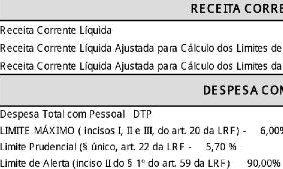 RECEITA CORRE
Receita Corrente Líquida
Receita Corrente Líquida Ajustada para Cálculo dos Limites de
Receita Corrente Líquida Ajustada para Cálculo dos Limites da
DESPESA COM
Despesa Total com Pessoal DTP
LIMITE MÁXIMO ( incisos I, II e III, do art. 20 da LRF) - 6,00%
Limite Prudencial (§ único, art. 22 da LRF - 5,70 %
Limite de Alerta (inciso II do § 1º do art. 59 da LRF) 90,00%